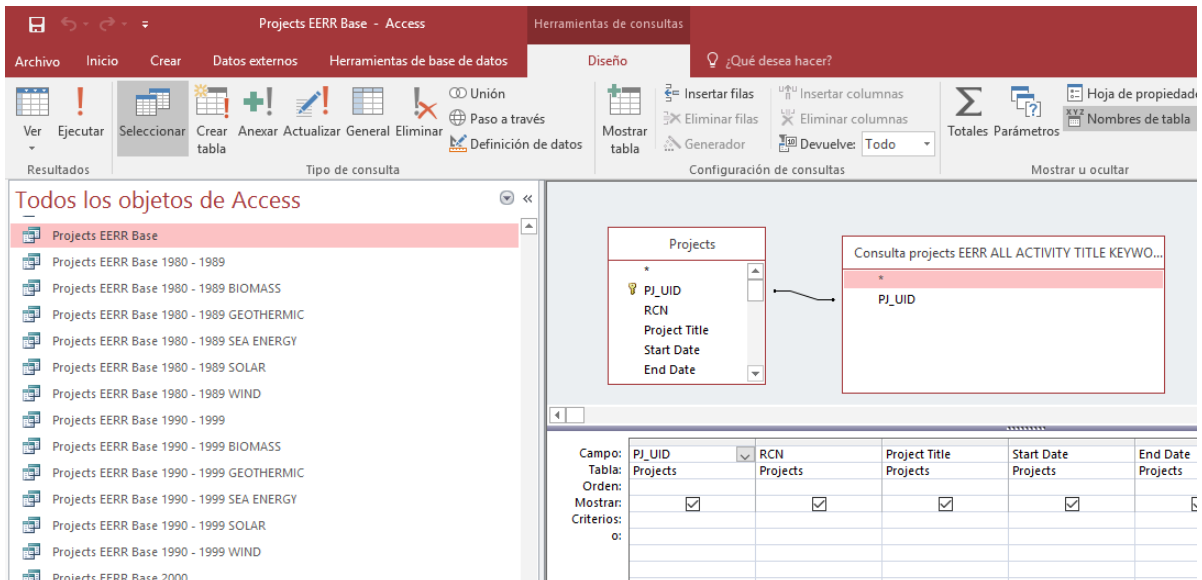 Projects EERR Base - Access
Herramientas de consultas
Archivo
Inicio
Crear
Datos externos
Herramientas de base de datos
Diseño
¿Qué desea hacer?
Ver
Ejecutar
Seleccionar
Crear
tabla
Anexar
Actualizar
General
Eliminar
Unión
Paso a través
Definición de datos
Mostrar
tabla
Insertar filas
Eliminar filas
Generador
Insertar columnas
Eliminar columnas
Devuelve: Todo
Totales
Parámetros
Hoja de propiedade
Nombres de tabla
Resultados
Tipo de consulta
Configuración de consultas
Mostrar u ocultar
Todos los objetos de Access
Projects EERR Base
Projects EERR Base 1980 - 1989
Projects EERR Base 1980 - 1989 BIOMASS
Projects EERR Base 1980 - 1989 GEOTHERMIC
Projects EERR Base 1980 - 1989 SEA ENERGY
Projects EERR Base 1980 - 1989 SOLAR
Projects EERR Base 1980 - 1989 WIND
Projects EERR Base 1990 - 1999
Projects EERR Base 1990 - 1999 BIOMASS
Projects EERR Base 1990 - 1999 GEOTHERMIC
Projects EERR Base 1990 - 1999 SEA ENERGY
Projects EERR Base 1990 - 1999 SOLAR
Projects EERR Base 1990 - 1999 WIND
Projects EERR Base 2000
Projects
*
PJ_UID
RCN
Project Title
Start Date
End Date
Consulta projects EERR ALL ACTIVITY TITLE KEYWO...
*
PJ_UID
Campo: PJ_UID RCN Project Title Start Date End Date
Tabla: Projects Projects Projects Projects Projects
Orden:
Mostrar:
Criterios:
o: